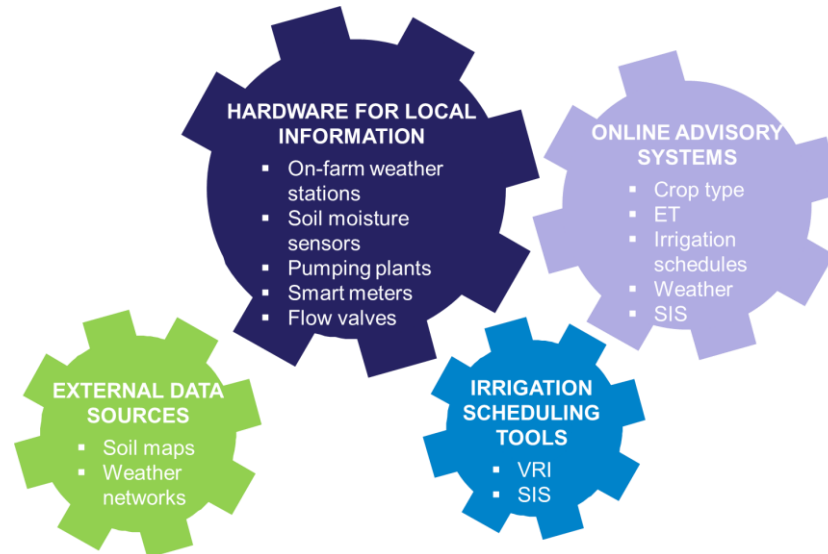 HARDWARE FOR LOCAL
INFORMATION
▪ On-farm weather
stations
▪ Soil moisture
sensors
▪ Pumping plants
▪ Smart meters
▪ Flow valves
ONLINE ADVISORY
SYSTEMS
▪ Crop type
▪ ET
▪ Irrigation
schedules
▪ Weather
▪ SIS
EXTERNAL DATA
SOURCES
▪ Soil maps
▪ Weather
networks
IRRIGATION
SCHEDULING
TOOLS
▪ VRI
▪ SIS